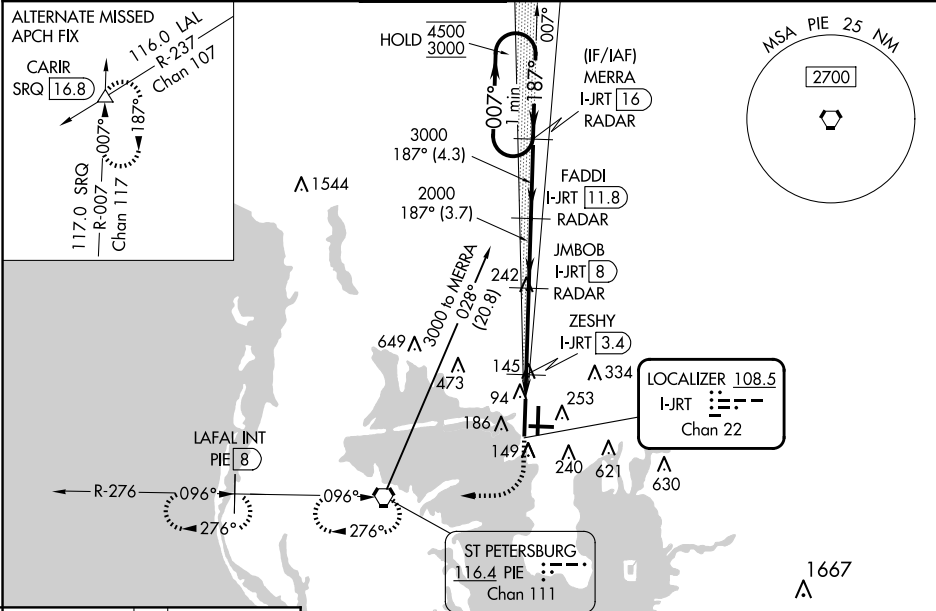 ALTERNATE MISSED
APCH FIX
116.0 LAL
R-237
Chan 107
CARIR
SRQ 16.8
007°
187°
117.0 SRQ
R-007
Chan 117
HOLD 4500
3000
007°
007°
1 min
187°
(IF/IAF)
MERRA
I-JRT 16
RADAR
MSA PIE 25 NM
2700
3000
187° (4.3)
1544
FADDI
I-JRT 11.8
RADAR
2000
187° (3.7)
JMBOB
I-JRT 8
RADAR
242
3000 to MERRA
028°
(20.8)
ZESHY
I-JRT 3.4
649
473
145
334
94
253
186
149
240
621
630
LOCALIZER 108.5
I-JRT
Chan 22
LAFAL INT
PIE 8
R-276
096°
276°
096°
276°
ST PETERSBURG
116.4 PIE
Chan 111
1667